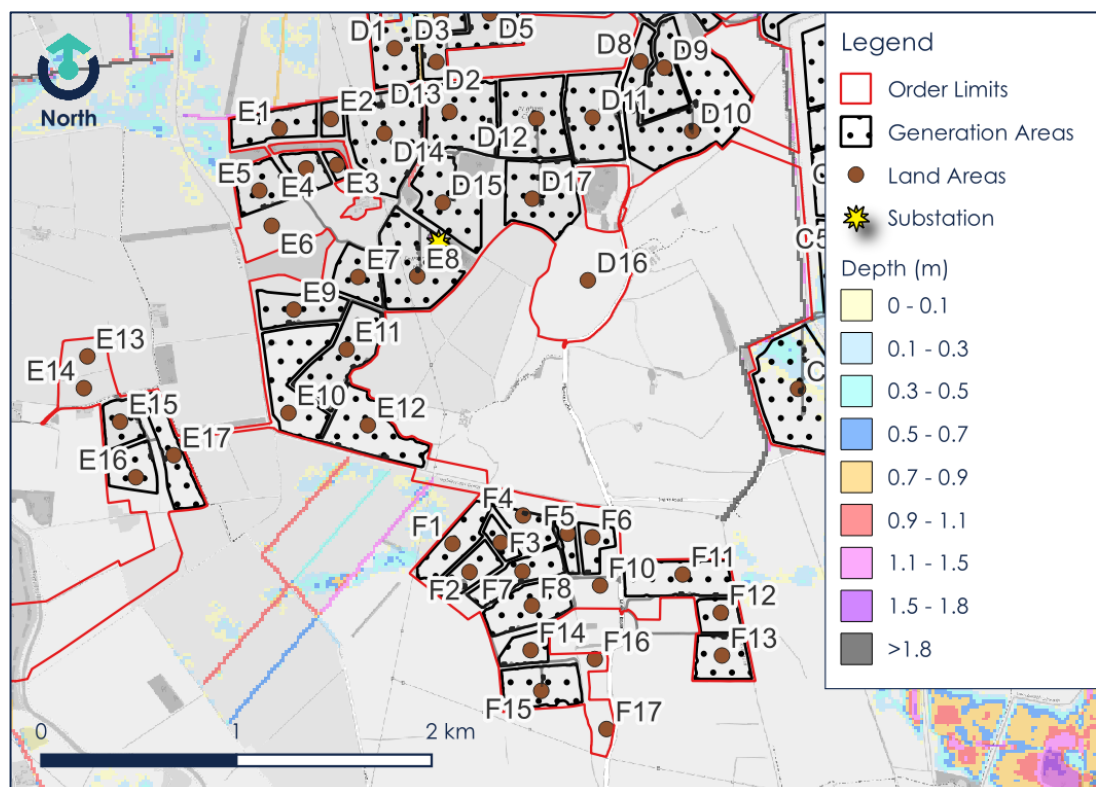 North
D1
D3
D5
D8
D9
D2
D13
E1
E2
D11
D10
D12
D14
E5
E4
E3
D15
D17
E6
E7
E8
D16
C5
E9
E11
E13
E14
E10
E12
C
E15
E17
E16
F4
F1
F5
F6
F3
F10
F11
F2
F7
F8
F12
F14
F16
F13
F15
F17
0
1
2 km
Legend
Order Limits
Generation Areas
Land Areas
Substation
Depth (m)
0 - 0.1
0.1 - 0.3
0.3 - 0.5
0.5 - 0.7
0.7 - 0.9
0.9 - 1.1
1.1 - 1.5
1.5 - 1.8
>1.8